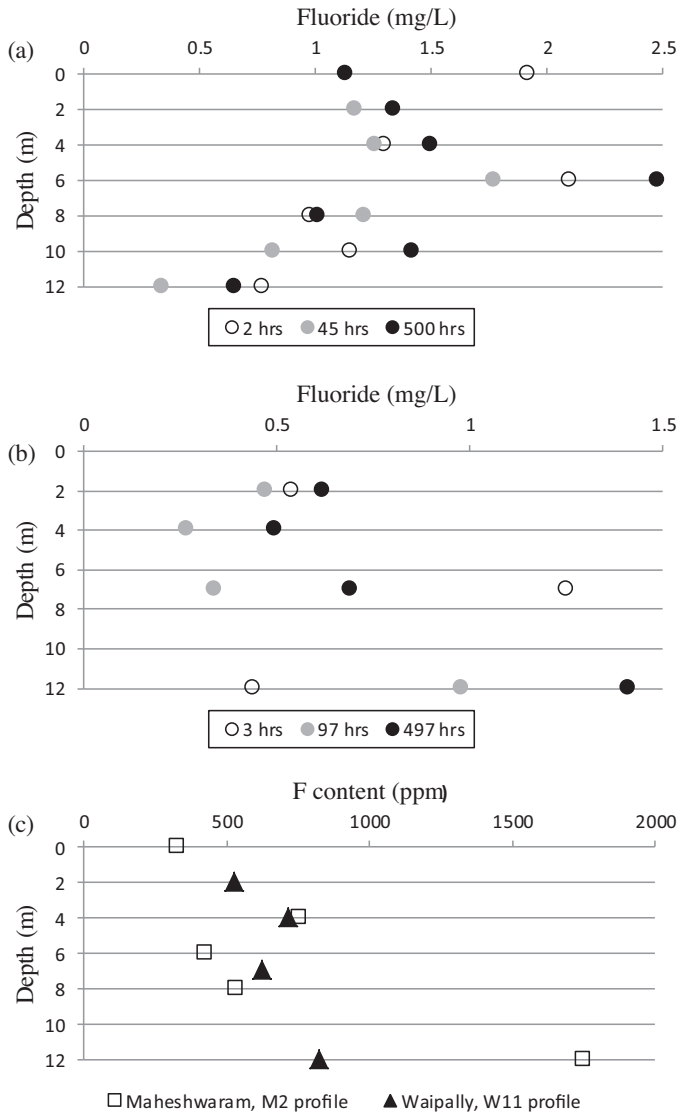 Fluoride (mg/L)
(a)
0 0.5 1 1.5 2 2.5
0
2
4
6
8
10
12
Depth (m)
2 hrs 45 hrs 500 hrs
Fluoride (mg/L)
0 0.5 1 1.5
(b)
0
2
4
6
8
10
12
Depth (m)
3 hrs 97 hrs 497 hrs
F content (ppm)
(c)
0 500 1000 1500 2000
0
2
4
6
8
10
12
Depth (m)
Maheshwaram, M2 profile Waipally, W11 profile